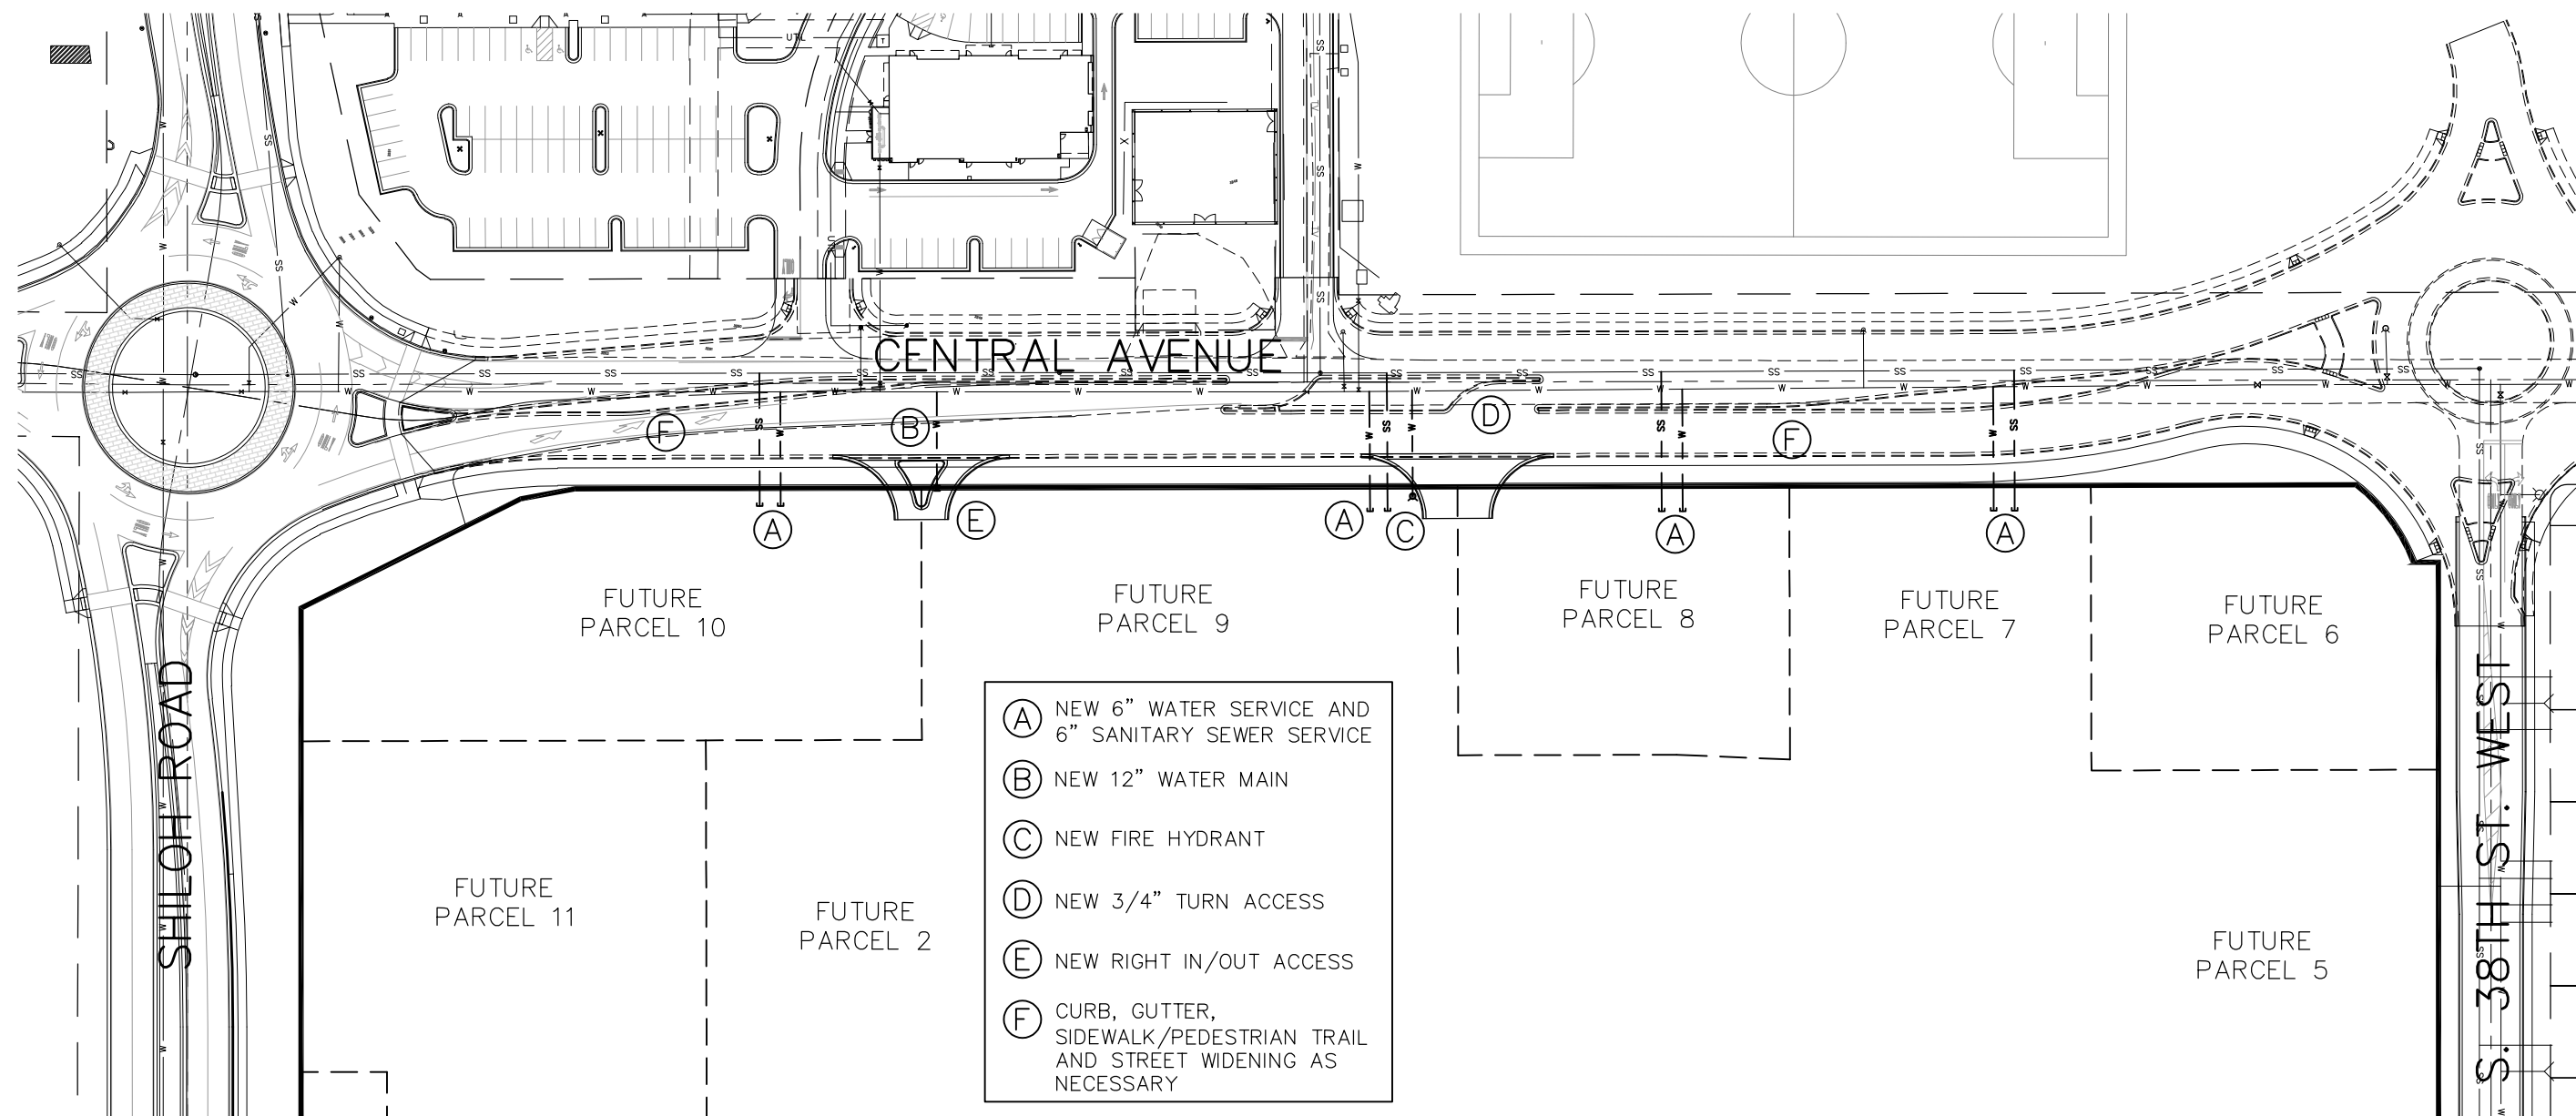 UTL
CENTRAL AVENUE
F
B
D
F
A
E
A
C
A
A
FUTURE
PARCEL 10
FUTURE
PARCEL 9
FUTURE
PARCEL 8
FUTURE
PARCEL 7
FUTURE
PARCEL 6
SHILOH ROAD
S. 38TH ST. WEST
FUTURE
PARCEL 11
FUTURE
PARCEL 2
FUTURE
PARCEL 5
A NEW 6” WATER SERVICE AND
6” SANITARY SEWER SERVICE
B NEW 12” WATER MAIN
C NEW FIRE HYDRANT
D NEW 3/4” TURN ACCESS
E NEW RIGHT IN/OUT ACCESS
F CURB, GUTTER,
SIDEWALK/PEDESTRIAN TRAIL
AND STREET WIDENING AS
NECESSARY